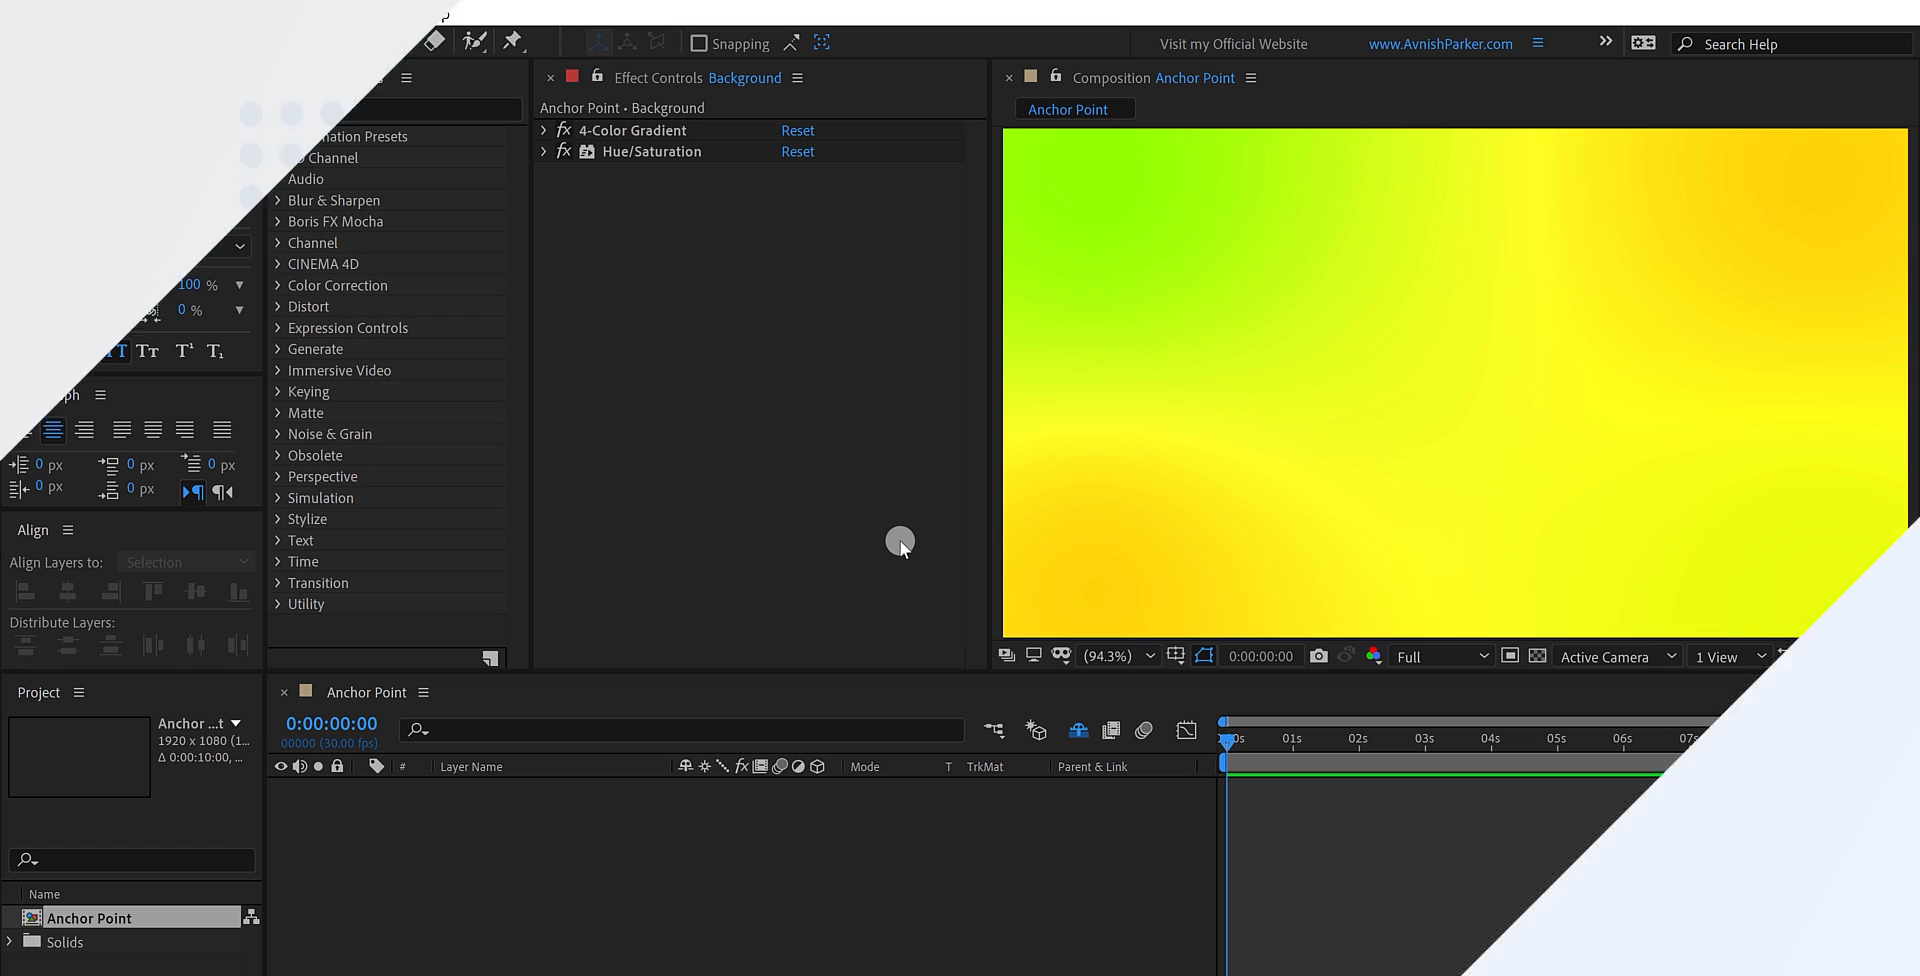 Snapping
Visit my Official Website
www.AvnishParker.com
Search Help
Effect Controls Background
Composition Anchor Point
Anchor Point • Background
Anchor Point
4-Color Gradient
Reset
Hue/Saturation
Reset
mation Presets
Channel
Audio
Blur & Sharpen
Boris FX Mocha
Channel
CINEMA 4D
Color Correction
Distort
Expression Controls
Generate
Immersive Video
Keying
Matte
Noise & Grain
Obsolete
Perspective
Simulation
Stylize
Text
Time
Transition
Utility
100 %
0 %
ph
0 px
0 px
0 px
0 px
0 px
Align
Align Layers to:
Selection
Distribute Layers:
(94.3%)
0:00:00:00
Full
Active Camera
1 View
Project
Anchor ...t
1920 x 1080 (1...
Δ 0:00:10:00, ...
Name
Anchor Point
Solids
Anchor Point
0:00:00:00
00000 (30.00 fps)
# Layer Name
Mode
T TrkMat
Parent & Link
0s 01s 02s 03s 04s 05s 06s 07s